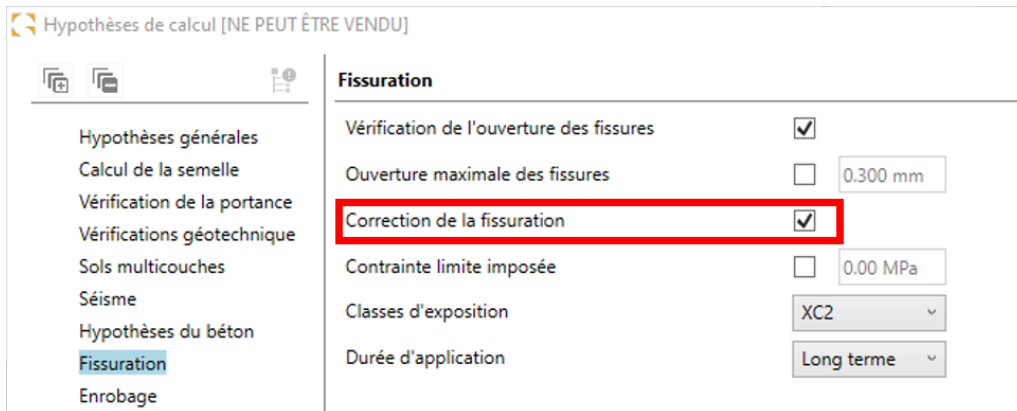 Hypothèses de calcul [NE PEUT ÊTRE VENDU]
Hypothèses générales
Calcul de la semelle
Vérification de la portance
Vérifications géotechnique
Sols multicouches
Séisme
Hypothèses du béton
Fissuration
Enrobage
Fissuration
Vérification de l'ouverture des fissures
Ouverture maximale des fissures 0.300 mm
Correction de la fissuration
Contrainte limite imposée 0.00 MPa
Classes d'exposition XC2
Durée d'application Long terme